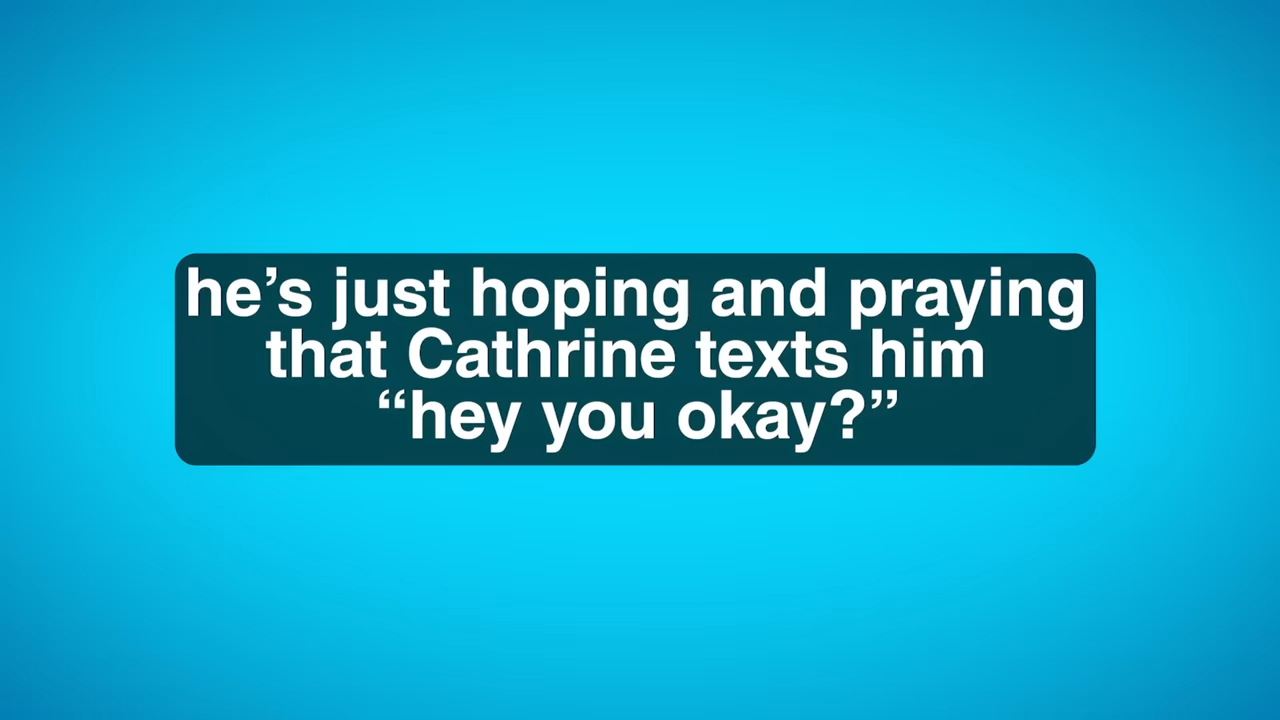 he’s just hoping and praying
that Cathrine texts him
“hey you okay?”